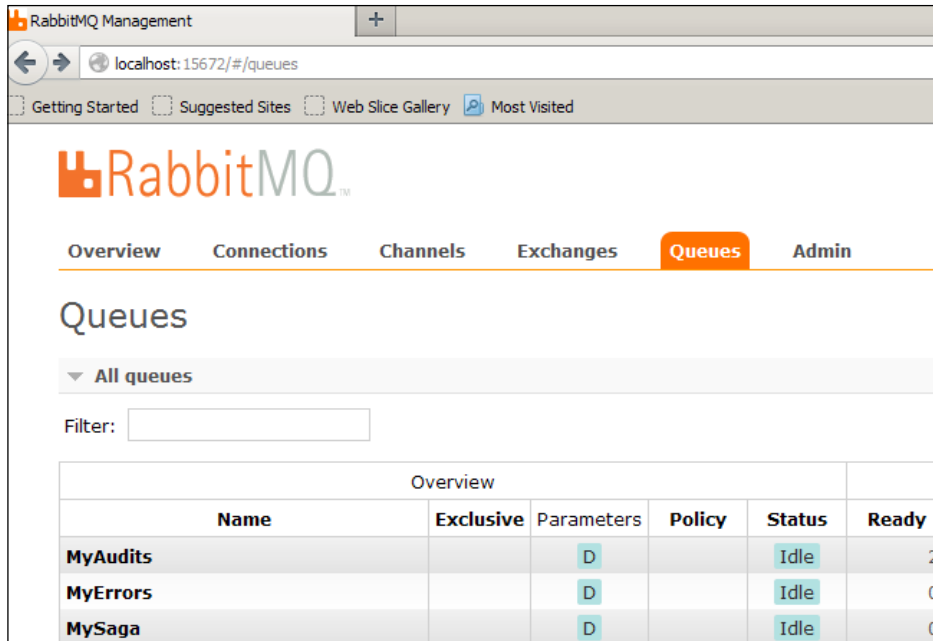 RabbitMQ Management +
localhost:15672/#/queues
Getting Started Suggested Sites Web Slice Gallery Most Visited
RabbitMQ TM
Overview Connections Channels Exchanges Queues Admin
Queues
All queues
Filter:
Overview
Name Exclusive Parameters Policy Status Ready
MyAudits D Idle
MyErrors D Idle
MySaga D Idle